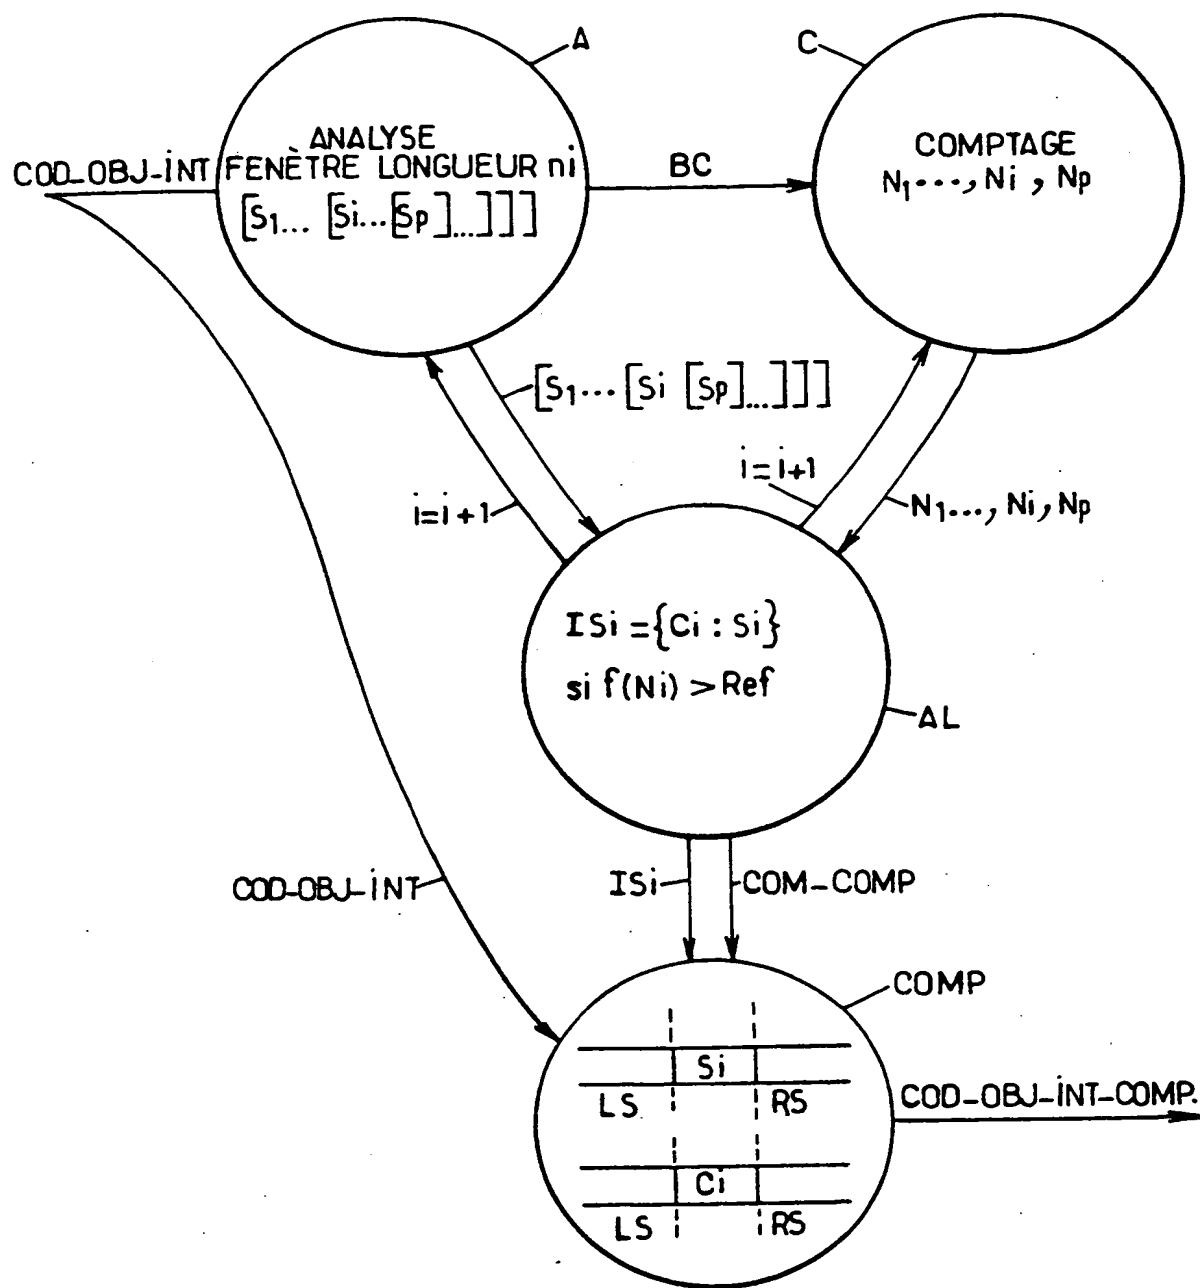 A
C
ANALYSE
COMPTAGE
COD_OBJ-INT
FENÈTRE LONGUEUR ni
BC
N1..., Ni, Np
[S1... [Si...[Sp]...]]]
[S1... [Si [Sp]...]]]
i=i+1
i=i+1
N1..., Ni, Np
ISi={Ci : Si}
si f(Ni) > Ref
AL
COD-OBJ-INT
ISi
COM-COMP
COMP
Si
LS
RS
COD-OBJ-INT-COMP.
Ci
LS
RS